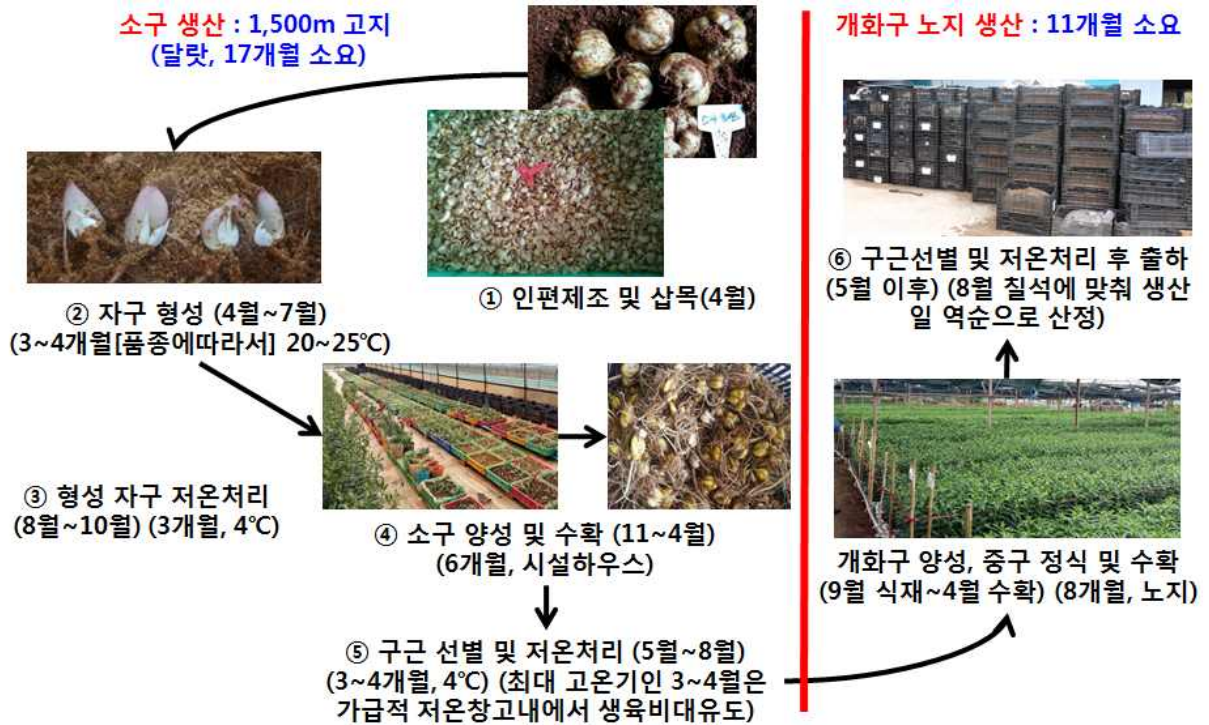 소구 생산 : 1,500m 고지
(달랏, 17개월 소요)
① 인편제조 및 삽목(4월)
② 자구 형성 (4월~7월)
(3~4개월[품종에따라서] 20~25℃)
③ 형성 자구 저온처리
(8월~10월) (3개월, 4℃)
④ 소구 양성 및 수확 (11~4월)
(6개월, 시설하우스)
⑤ 구근 선별 및 저온처리 (5월~8월)
(3~4개월, 4℃) (최대 고온기인 3~4월은
가급적 저온창고내에서 생육비대유도)
개화구 노지 생산 : 11개월 소요
⑥ 구근선별 및 저온처리 후 출하
(5월 이후) (8월 칠석에 맞춰 생산
일 역순으로 산정)
개화구 양성, 중구 정식 및 수확
(9월 식재~4월 수확) (8개월, 노지)